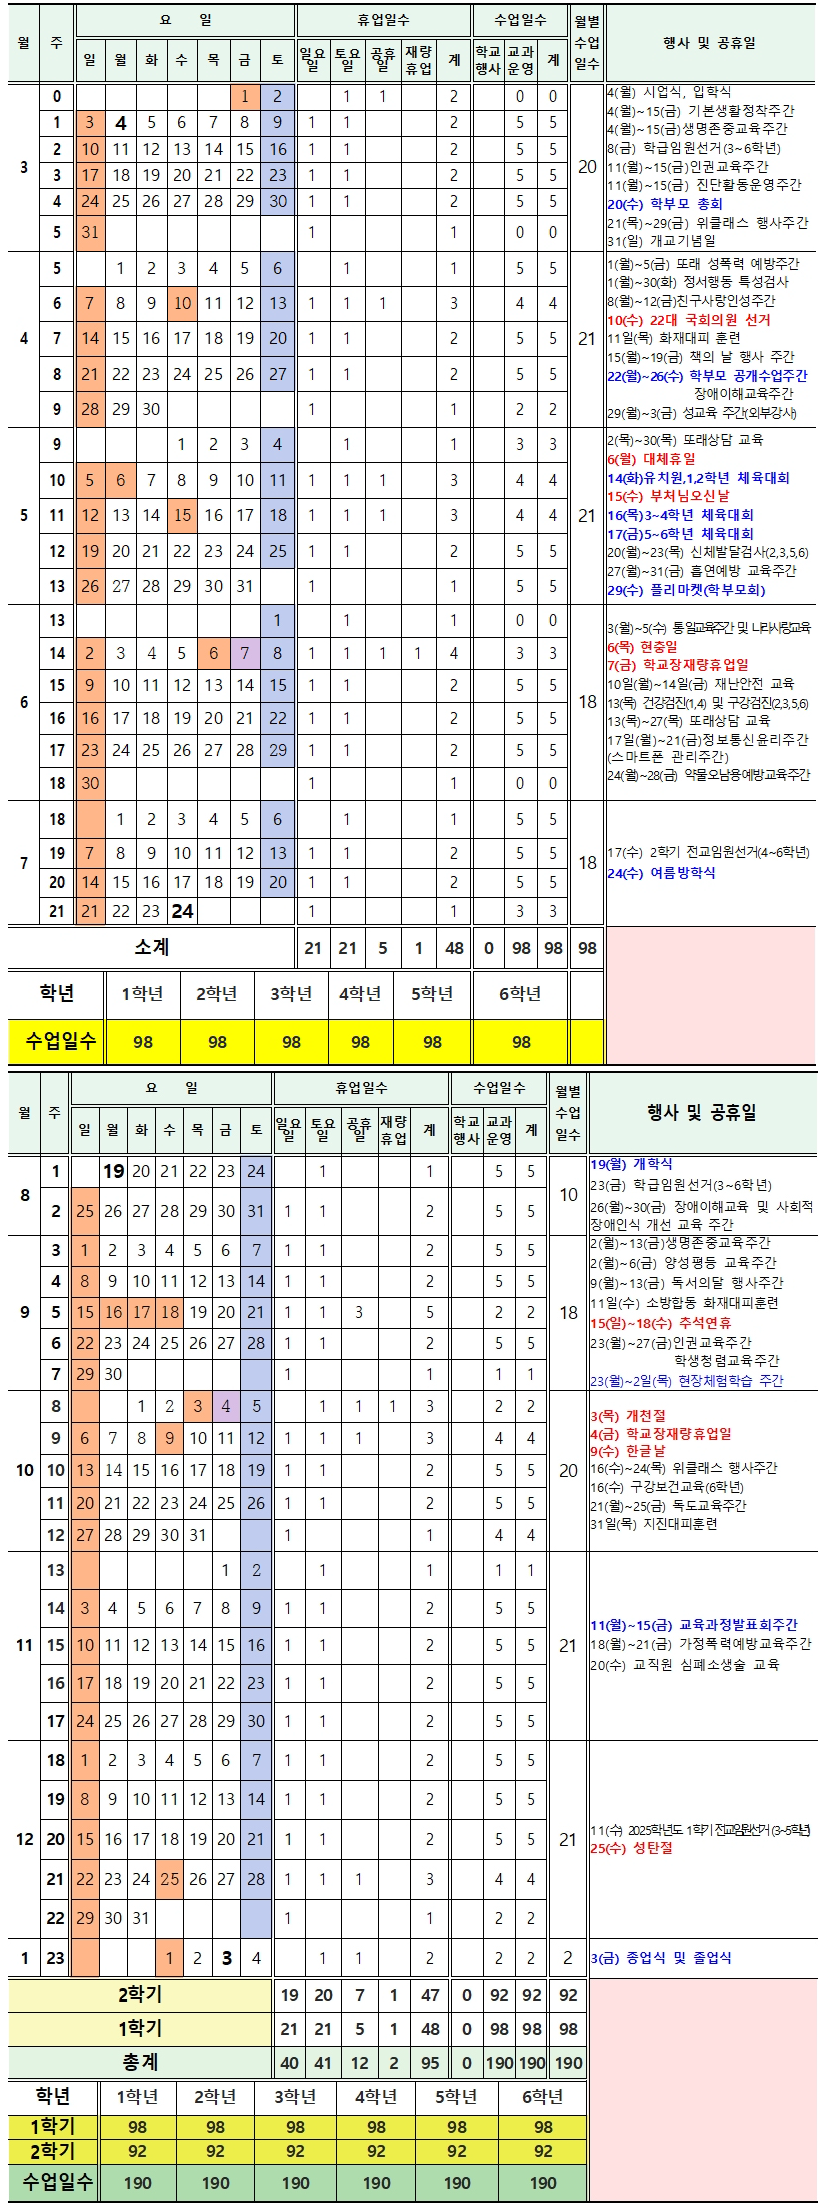 월 주 요 일 휴업일수 수업일수 월별 수업 일수 행사 및 공휴일
일 월 화 수 목 금 토 일요일 토요일 공휴일 재량휴업 계 학교행사 교과운영 계
3
0 1 2 1 1 2 0 0
1 3 4 5 6 7 8 9 1 1 2 5 5
2 10 11 12 13 14 15 16 1 1 2 5 5
3 17 18 19 20 21 22 23 1 1 2 5 5
4 24 25 26 27 28 29 30 1 1 2 5 5
5 31 1 1 0 0
20
4(월) 시업식, 입학식
4(월)~15(금) 기본생활정착주간
4(월)~15(금)생명존중교육주간
8(금) 학급임원선거(3~6학년)
11(월)~15(금)인권교육주간
11(월)~15(금) 진단활동운영주간
20(수) 학부모 총회
21(목)~29(금) 위클래스 행사주간
31(일) 개교기념일
4
5 1 2 3 4 5 6 1 1 5 5
6 7 8 9 10 11 12 13 1 1 1 3 4 4
7 14 15 16 17 18 19 20 1 1 2 5 5
8 21 22 23 24 25 26 27 1 1 2 5 5
9 28 29 30 1 1 2 2
21
1(월)~5(금) 또래 성폭력 예방주간
1(월)~30(화) 정서행동 특성검사
8(월)~12(금)친구사랑인성주간
10(수) 22대 국회의원 선거
11일(목) 화재대피 훈련
15(월)~19(금) 책의 날 행사 주간
22(월)~26(수) 학부모 공개수업주간
장애이해교육주간
29(월)~3(금) 성교육 주간(외부강사)
5
9 1 2 3 4 1 1 3 3
10 5 6 7 8 9 10 11 1 1 1 3 4 4
11 12 13 14 15 16 17 18 1 1 1 3 4 4
12 19 20 21 22 23 24 25 1 1 2 5 5
13 26 27 28 29 30 31 1 1 5 5
21
2(목)~30(목) 또래상담 교육
6(월) 대체휴일
14(화)유치원,1,2학년 체육대회
15(수) 부처님오신날
16(목)3~4학년 체육대회
17(금)5~6학년 체육대회
20(월)~23(목) 신체발달검사(2,3,5,6)
27(월)~31(금) 흡연예방 교육주간
29(수) 플리마켓(학부모회)
6
13 1 1 1 0 0
14 2 3 4 5 6 7 8 1 1 1 1 4 3 3
15 9 10 11 12 13 14 15 1 1 2 5 5
16 16 17 18 19 20 21 22 1 1 2 5 5
17 23 24 25 26 27 28 29 1 1 2 5 5
18 30 1 1 0 0
18
3(월)~5(수) 통일교육주간 및 나라사랑교육
6(목) 현충일
7(금) 학교장재량휴업일
10일(월)~14일(금) 재난안전 교육
13(목) 건강검진(1,4) 및 구강검진(2,3,5,6)
13(목)~27(목) 또래상담 교육
17일(월)~21(금)정보통신윤리주간
(스마트폰 관리주간)
24(월)~28(금) 약물오남용예방교육주간
7
18 1 2 3 4 5 6 1 1 5 5
19 7 8 9 10 11 12 13 1 1 2 5 5
20 14 15 16 17 18 19 20 1 1 2 5 5
21 21 22 23 24 1 1 3 3
18
17(수) 2학기 전교임원선거(4~6학년)
24(수) 여름방학식
소계 21 21 5 1 48 0 98 98 98
학년 1학년 2학년 3학년 4학년 5학년 6학년
수업일수 98 98 98 98 98 98
월 주 요 일 휴업일수 수업일수 월별 수업 일수 행사 및 공휴일
일 월 화 수 목 금 토 일요일 토요일 공휴일 재량휴업 계 학교행사 교과운영 계
8
1 19 20 21 22 23 24 1 1 5 5
2 25 26 27 28 29 30 31 1 1 2 5 5
10
19(월) 개학식
23(금) 학급임원선거(3~6학년)
26(월)~30(금) 장애이해교육 및 사회적
장애인식 개선 교육 주간
9
3 1 2 3 4 5 6 7 1 1 2 5 5
4 8 9 10 11 12 13 14 1 1 2 5 5
5 15 16 17 18 19 20 21 1 1 3 5 2 2
6 22 23 24 25 26 27 28 1 1 2 5 5
7 29 30 1 1 1 1
18
2(월)~13(금)생명존중교육주간
2(월)~6(금) 양성평등 교육주간
9(월)~13(금) 독서의달 행사주간
11일(수) 소방합동 화재대피훈련
15(일)~18(수) 추석연휴
23(월)~27(금)인권교육주간
학생청렴교육주간
23(월)~2일(목) 현장체험학습 주간
10
8 1 2 3 4 5 1 1 1 3 2 2
9 6 7 8 9 10 11 12 1 1 1 3 4 4
10 13 14 15 16 17 18 19 1 1 2 5 5
11 20 21 22 23 24 25 26 1 1 2 5 5
12 27 28 29 30 31 1 1 4 4
20
3(목) 개천절
4(금) 학교장재량휴업일
9(수) 한글날
16(수)~24(목) 위클래스 행사주간
16(수) 구강보건교육(6학년)
21(월)~25(금) 독도교육주간
31일(목) 지진대피훈련
11
13 1 2 1 1 1 1
14 3 4 5 6 7 8 9 1 1 2 5 5
15 10 11 12 13 14 15 16 1 1 2 5 5
16 17 18 19 20 21 22 23 1 1 2 5 5
17 24 25 26 27 28 29 30 1 1 2 5 5
21
11(월)~15(금) 교육과정발표회주간
18(월)~21(금) 가정폭력예방교육주간
20(수) 교직원 심폐소생술 교육
12
18 1 2 3 4 5 6 7 1 1 2 5 5
19 8 9 10 11 12 13 14 1 1 2 5 5
20 15 16 17 18 19 20 21 1 1 2 5 5
21 22 23 24 25 26 27 28 1 1 1 3 4 4
22 29 30 31 1 1 2 2
21
11(수) 2025학년도 1학기 전교임원선거(3~5학년)
25(수) 성탄절
1 23 1 2 3 4 1 1 2 2 2 2
3(금) 종업식 및 졸업식
2학기 19 20 7 1 47 0 92 92 92
1학기 21 21 5 1 48 0 98 98 98
총계 40 41 12 2 95 0 190 190 190
학년 1학년 2학년 3학년 4학년 5학년 6학년
1학기 98 98 98 98 98 98
2학기 92 92 92 92 92 92
수업일수 190 190 190 190 190 190